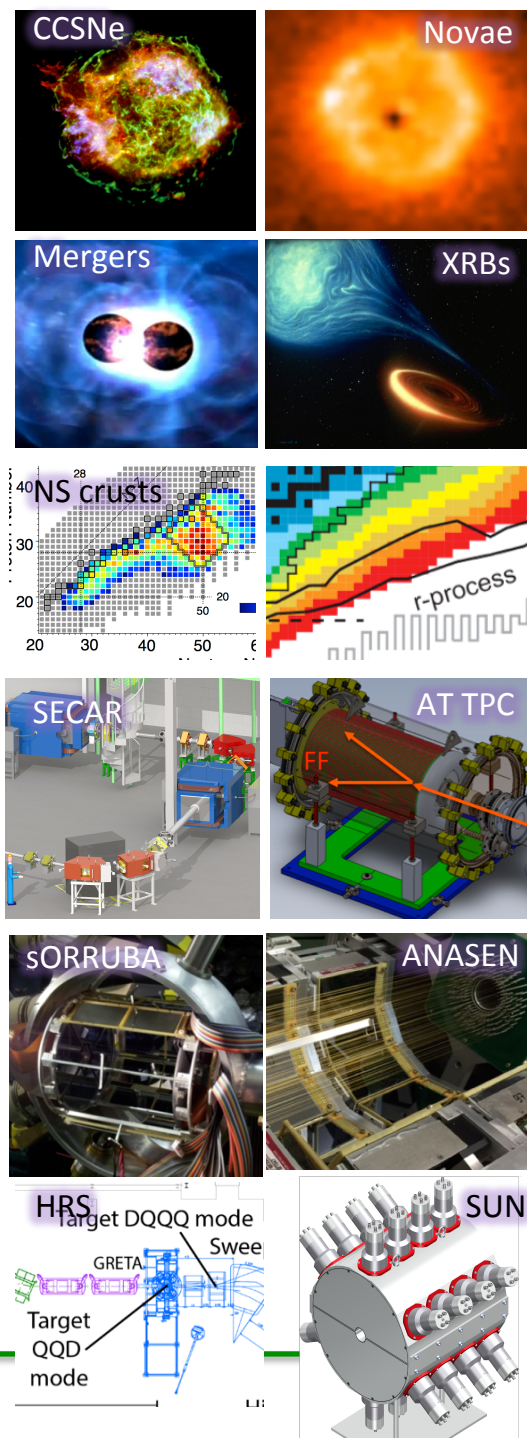 CCSNe
Novae
Mergers
XRBs
NS crusts
40
30
20
28
50
20
20
30
40
50
r-process
SECAR
AT TPC
FF
sORRUBA
ANASEN
HRS
Target DQQQ mode
Sweep
GRETA
Target
QQD
mode
SUN